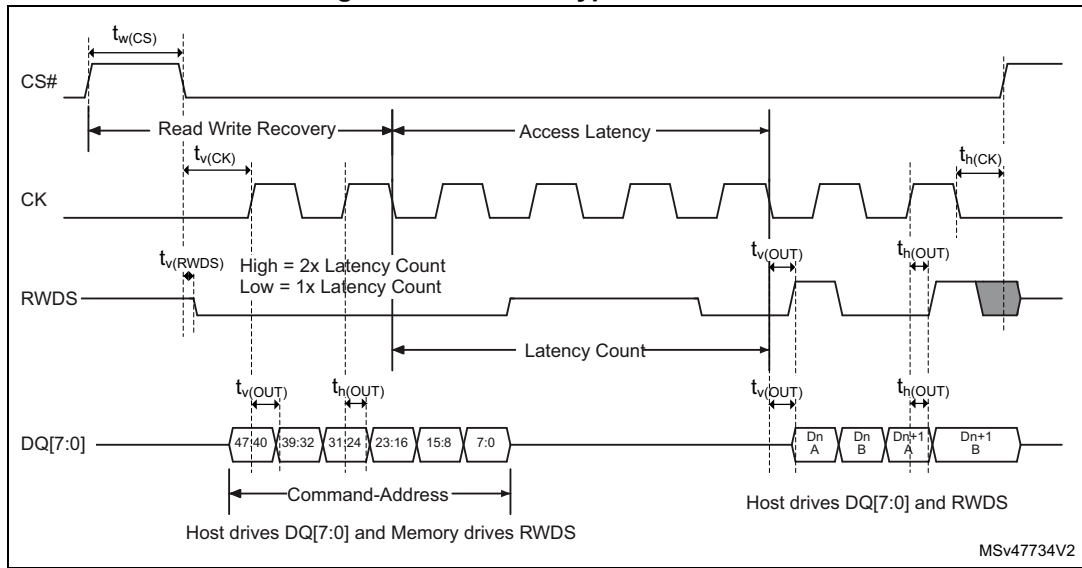 tw(CS)
CS#
Read Write Recovery
Access Latency
tv(CK)
th(CK)
CK
tv(RWDS)
High = 2x Latency Count
Low = 1x Latency Count
tv(OUT)
th(OUT)
RWDS
Latency Count
tv(OUT)
th(OUT)
tv(OUT)
th(OUT)
DQ[7:0]
47:40
39:32
31:24
23:16
15:8
7:0
Dn A
Dn B
Dn+1 A
Dn+1 B
Command-Address
Host drives DQ[7:0] and RWDS
Host drives DQ[7:0] and Memory drives RWDS
MSv47734V2